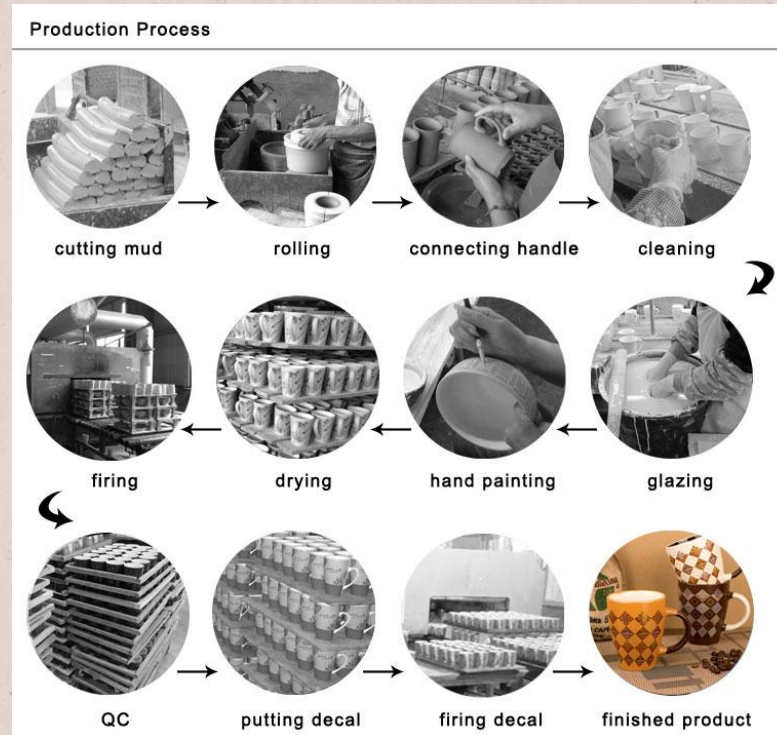 Production Process
cutting mud
rolling
connecting handle
cleaning
glazing
hand painting
drying
firing
QC
putting decal
firing decal
finished product